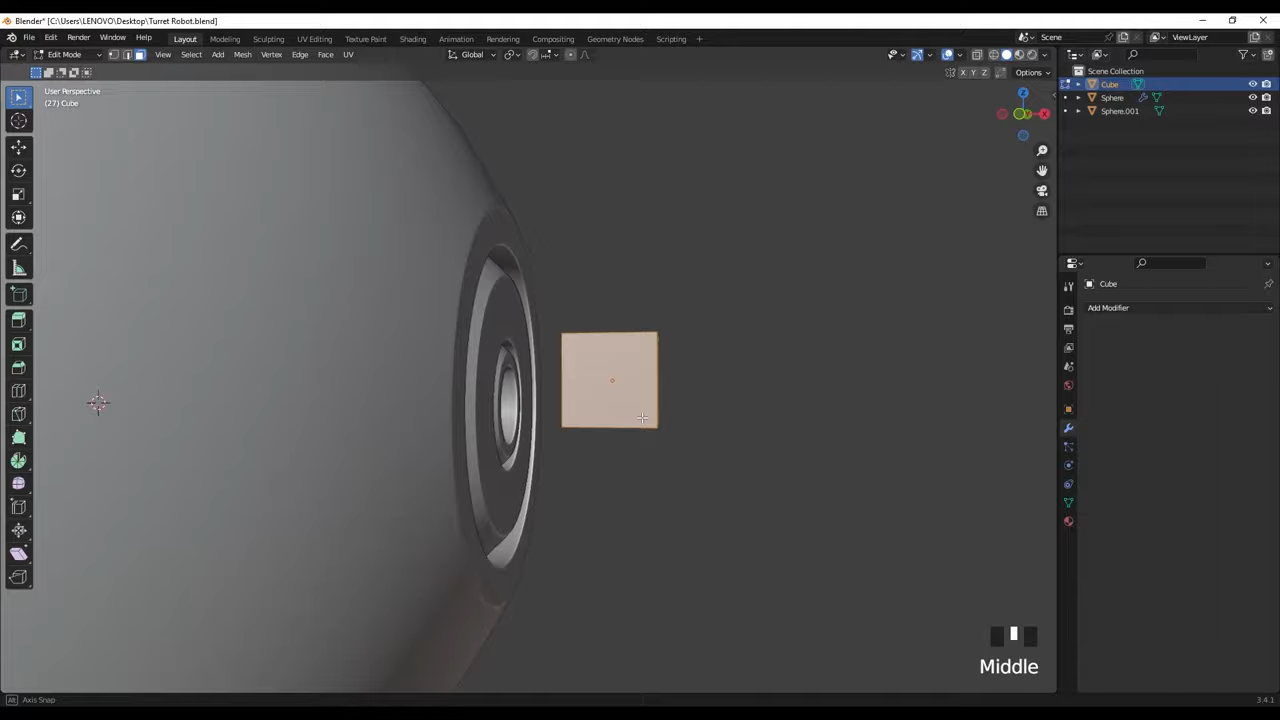 Blender* [C:\Users\LENOVO\Desktop\Turret Robot.blend]
File Edit Render Window Help Layout Modeling Sculpting UV Editing Texture Paint Shading Animation Rendering Compositing Geometry Nodes Scripting Scene ViewLayer
Edit Mode View Select Add Mesh Vertex Edge Face UV Global
X Y Z Options
User Perspective
(27) Cube
Z
Y X
Scene Collection
Cube
Sphere
Sphere.001
Cube
Add Modifier
Middle
Alt Axis Snap 3.4.1